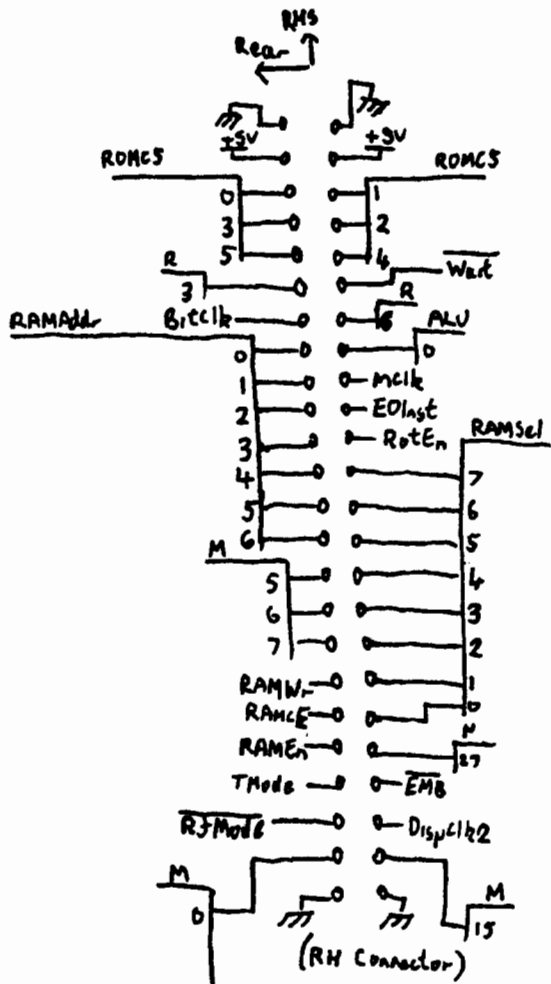 RHS
Rear
+5V +5V
ROMCS ROMCS
0 1
3 2
5 4
R Wait
3
BitClk R
6
RAMAddr ALU
0 0
1 MClk
2 EOInst
3 RotEn
RAMSel
4 7
5 6
6 5
M
5 4
6 3
7 2
RAMWr 1
RAMCE 0
RAMEn
27
TMode EMB
DispClk2
M M
0 15
(RH Connector)